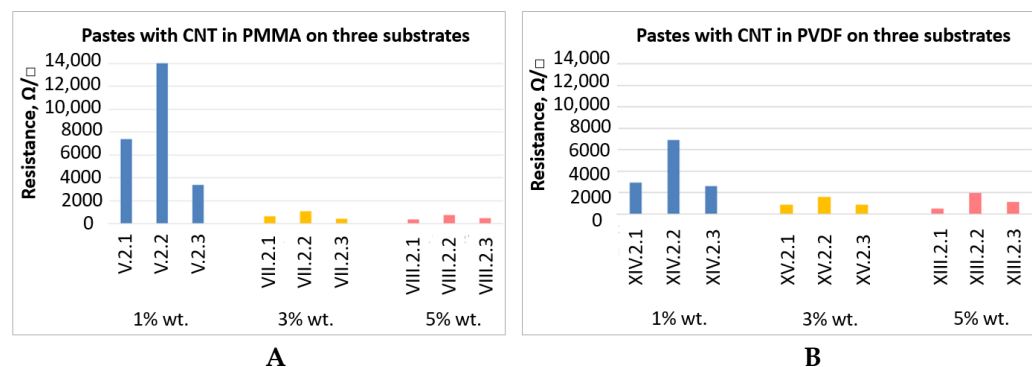 Pastes with CNT in PMMA on three substrates
Resistance, Ω/□
14,000
12,000
10,000
8000
6000
4000
2000
0
V.2.1
V.2.2
V.2.3
VII.2.1
VII.2.2
VII.2.3
VIII.2.1
VIII.2.2
VIII.2.3
1% wt.
3% wt.
5% wt.
A
Pastes with CNT in PVDF on three substrates
Resistance, Ω/□
14,000
12,000
10,000
8000
6000
4000
2000
0
XIV.2.1
XIV.2.2
XIV.2.3
XV.2.1
XV.2.2
XV.2.3
XIII.2.1
XIII.2.2
XIII.2.3
1% wt.
3% wt.
5% wt.
B